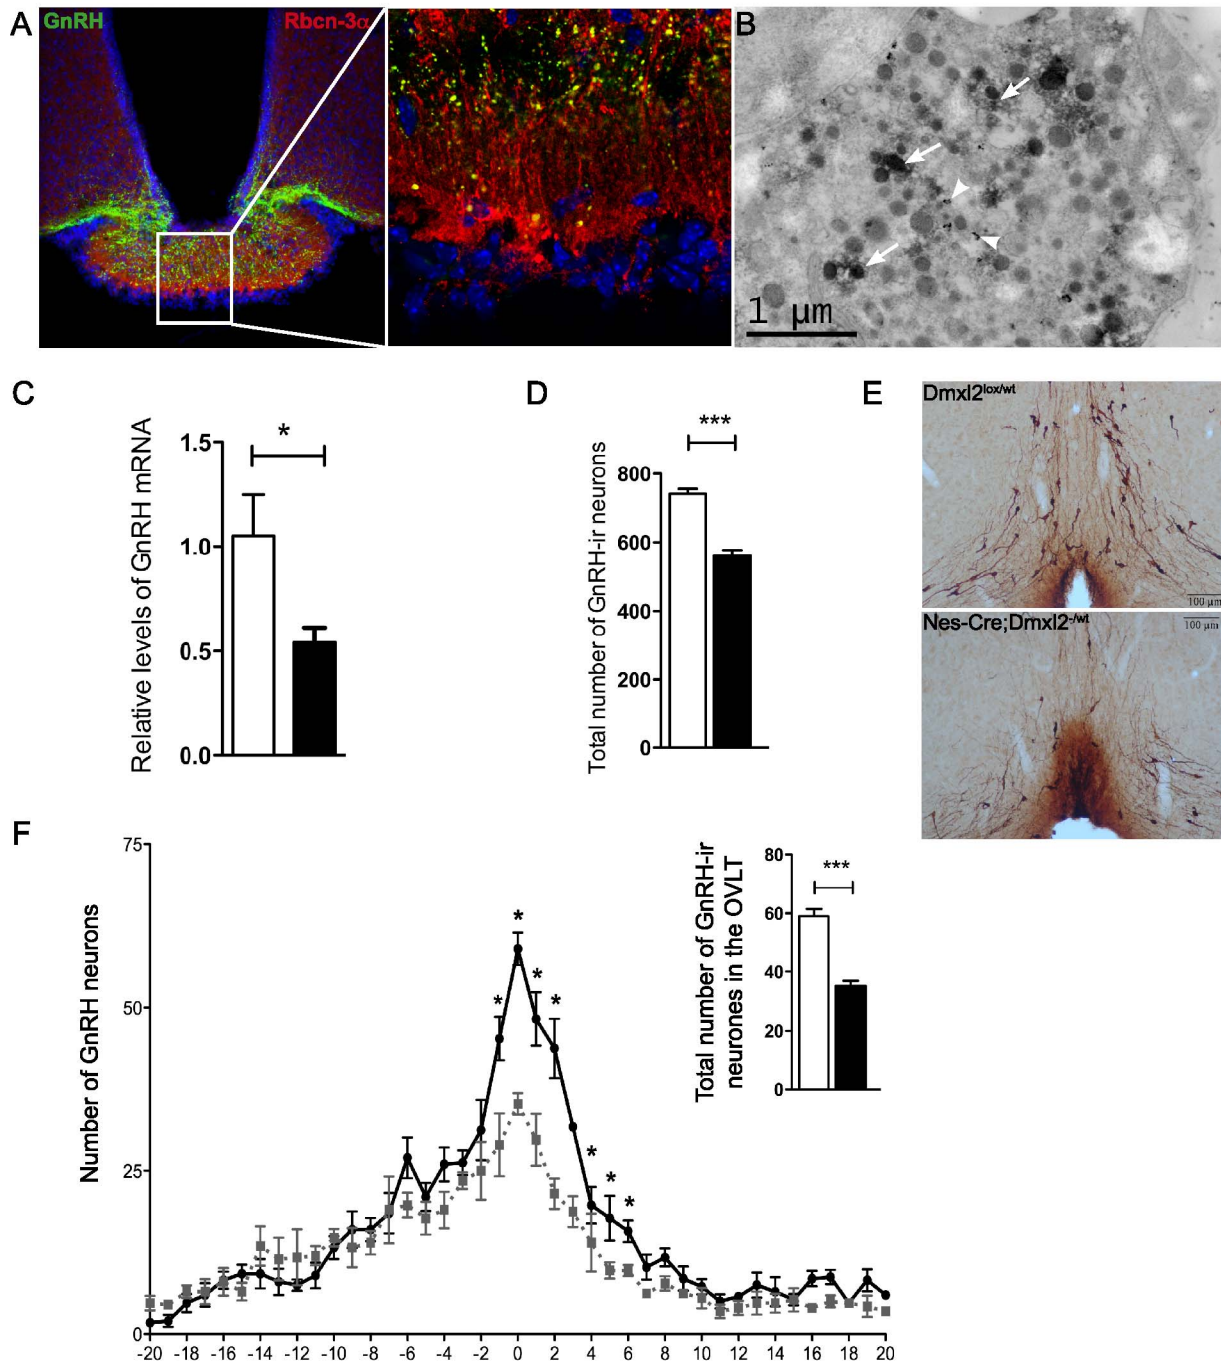 A
GnRH
Rbcn-3α
B
1 µm
C
Relative levels of GnRH mRNA
1.5
1.0
0.5
0.0
*
D
Total number of GnRH-ir neurons
800
600
400
200
0
***
E
Dmxl2lox/wt
100 µm
Nes-Cre;Dmxl2-/wt
100 µm
F
Number of GnRH neurons
75
50
25
0
* * * * * * *
-20 -18 -16 -14 -12 -10 -8 -6 -4 -2 0 2 4 6 8 10 12 14 16 18 20
Total number of GnRH-ir
neurones in the OVLT
80
60
40
20
0
***